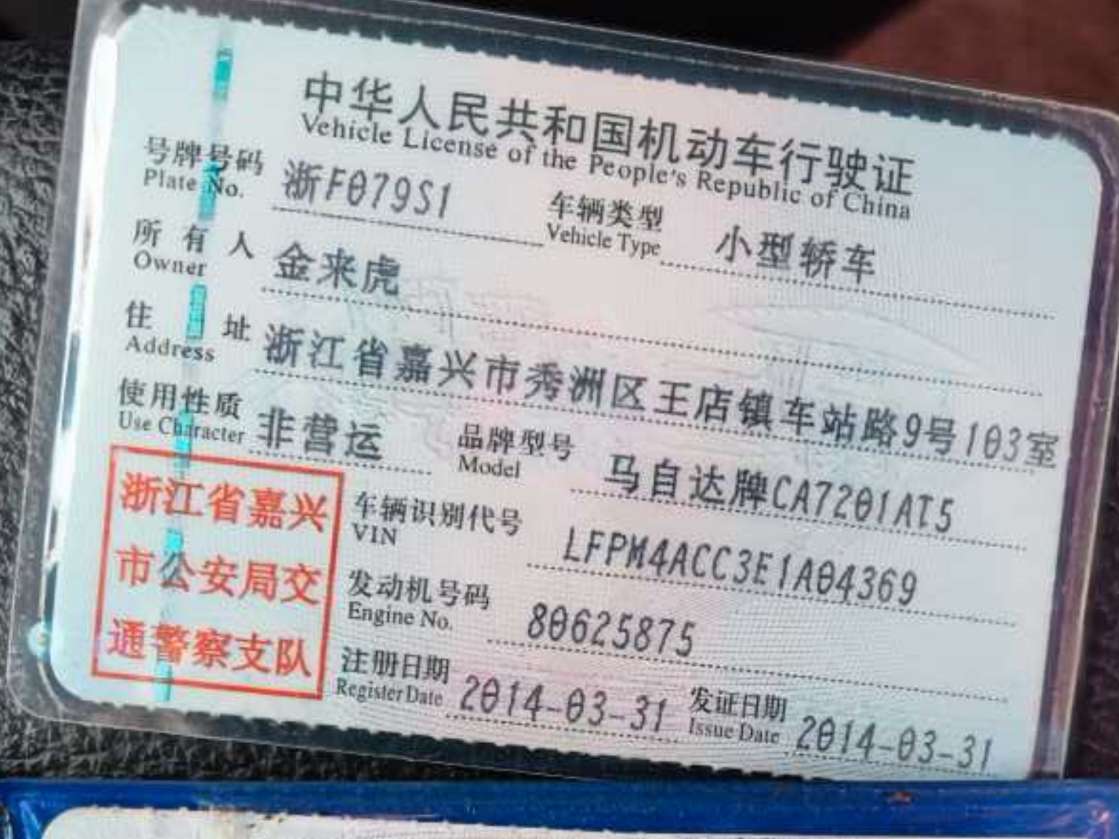 中华人民共和国机动车行驶证
Vehicle License of the People's Republic of China
号牌号码 浙F079S1 车辆类型 小型轿车
Plate No. Vehicle Type
所有人 金来虎
Owner
住址 浙江省嘉兴市秀洲区王店镇车站路9号103室
Address
使用性质 非营运 品牌型号 马自达牌CA7201AT5
Use Character Model
浙江省嘉兴
市公安局交
通警察支队
车辆识别代号 LFPM4ACC3E1A04369
VIN
发动机号码 80625875
Engine No.
注册日期 2014-03-31 发证日期 2014-03-31
Register Date Issue Date